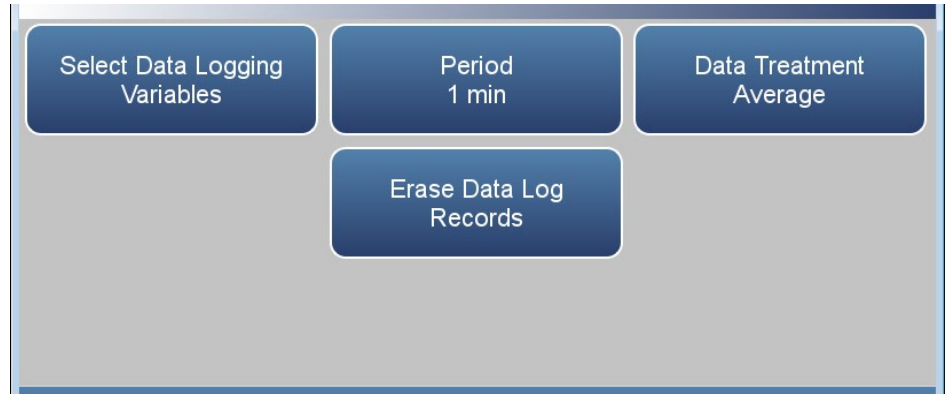 Select Data Logging
Variables
Period
1 min
Data Treatment
Average
Erase Data Log
Records